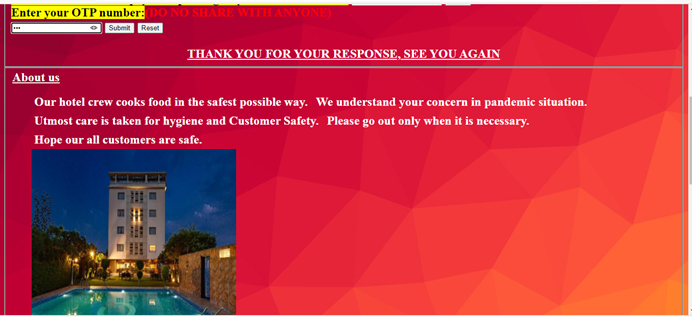 Enter your OTP number:(DO NO SHARE WITH ANYONE)
••• Submit Reset
THANK YOU FOR YOUR RESPONSE, SEE YOU AGAIN
About us
Our hotel crew cooks food in the safest possible way. We understand your concern in pandemic situation.
Utmost care is taken for hygiene and Customer Safety. Please go out only when it is necessary.
Hope our all customers are safe.